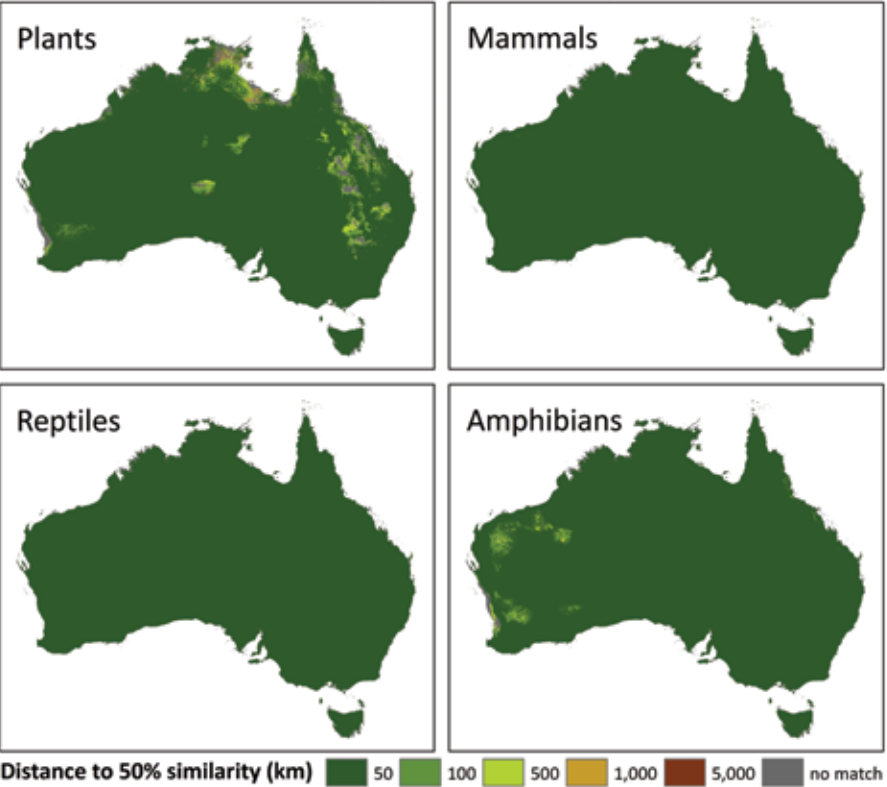 Plants
Mammals
Reptiles
Amphibians
Distance to 50% similarity (km) 50 100 500 1,000 5,000 no match